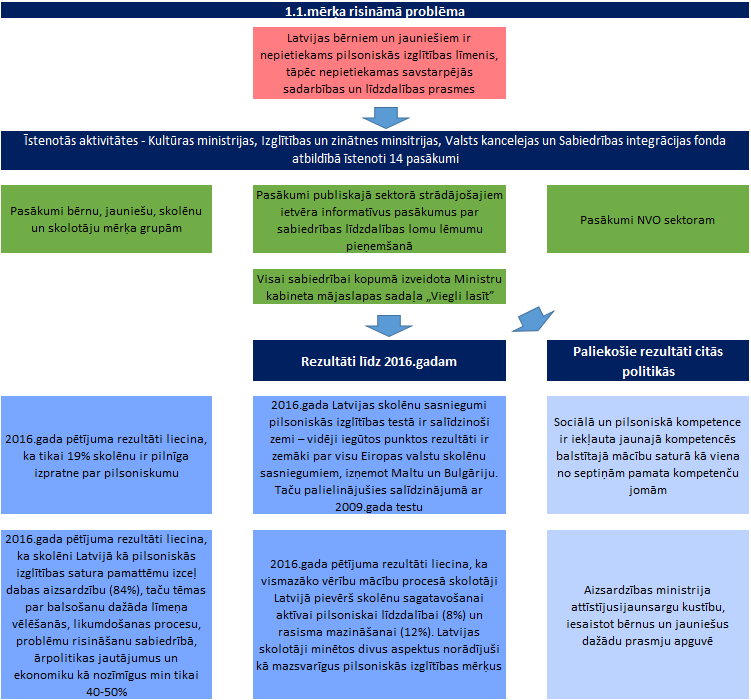 1.1.mērķa risināmā problēma
Latvijas bērniem un jauniešiem ir
nepietiekams pilsoniskās izglītības līmenis,
tāpēc nepietiekamas savstarpējās
sadarbības un līdzdalības prasmes
Īstenotās aktivitātes - Kultūras ministrijas, Izglītības un zinātnes minsitrijas, Valsts kancelejas un Sabiedrības integrācijas fonda
atbildībā īstenoti 14 pasākumi
Pasākumi bērnu, jauniešu, skolēnu
un skolotāju mērķa grupām
Pasākumi publiskajā sektorā strādājošajiem
ietvēra informatīvus pasākumus par
sabiedrības līdzdalības lomu lēmumu
pieņemšanā
Pasākumi NVO sektoram
Visai sabiedrībai kopumā izveidota Ministru
kabineta mājaslapas sadaļa „Viegli lasīt”
Rezultāti līdz 2016.gadam
Paliekošie rezultāti citās
politikās
2016.gada pētījuma rezultāti liecina,
ka tikai 19% skolēnu ir pilnīga
izpratne par pilsoniskumu
2016.gada Latvijas skolēnu sasniegumi
pilsoniskās izglītības testā ir salīdzinoši
zemi – vidēji iegūtos punktos rezultāti ir
zemāki par visu Eiropas valstu skolēnu
sasniegumiem, izņemot Maltu un Bulgāriju.
Taču palielinājušies salīdzinājumā ar
2009.gada testu
Sociālā un pilsoniskā kompetence
ir iekļauta jaunajā kompetencēs
balstītajā mācību saturā kā viena
no septiņām pamata kompetenču
jomām
2016.gada pētījuma rezultāti liecina,
ka skolēni Latvijā kā pilsoniskās
izglītības satura pamattēmu izceļ
dabas aizsardzību (84%), taču tēmas
par balsošanu dažāda līmeņa
vēlēšanās, likumdošanas procesu,
problēmu risināšanu sabiedrībā,
ārpolitikas jautājumus un
ekonomiku kā nozīmīgus min tikai
40-50%
2016.gada pētījuma rezultāti liecina, ka
vismazāko vērību mācību procesā skolotāji
Latvijā pievērš skolēnu sagatavošanai
aktīvai pilsoniskai līdzdalībai (8%) un
rasisma mazināšanai (12%). Latvijas
skolotāji minētos divus aspektus norādījuši
kā mazsvarīgus pilsoniskās izglītības mērķus
Aizsardzības ministrija
attīstījusijaunsargu kustību,
iesaistot bērnus un jauniešus
dažādu prasmju apguvē